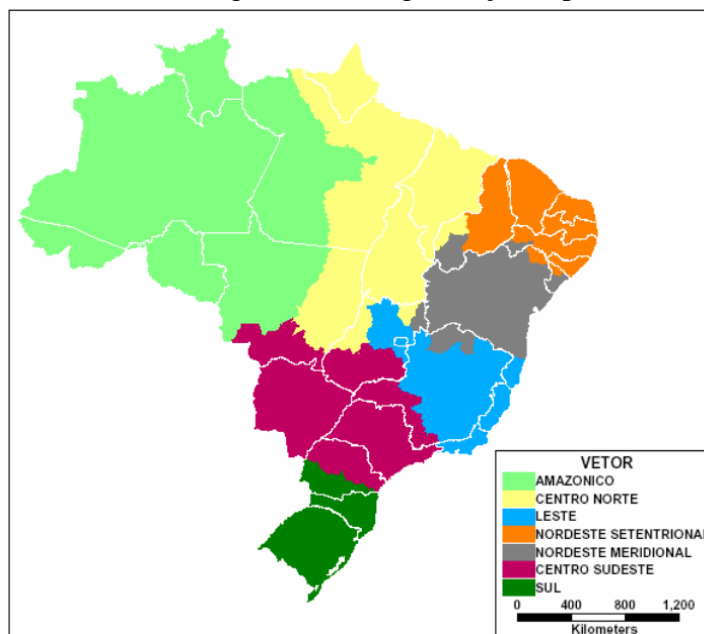 VETOR
AMAZONICO
CENTRO NORTE
LESTE
NORDESTE SETENTRIONAL
NORDESTE MERIDIONAL
CENTRO SUDESTE
SUL
0 400 800 1,200
Kilometers